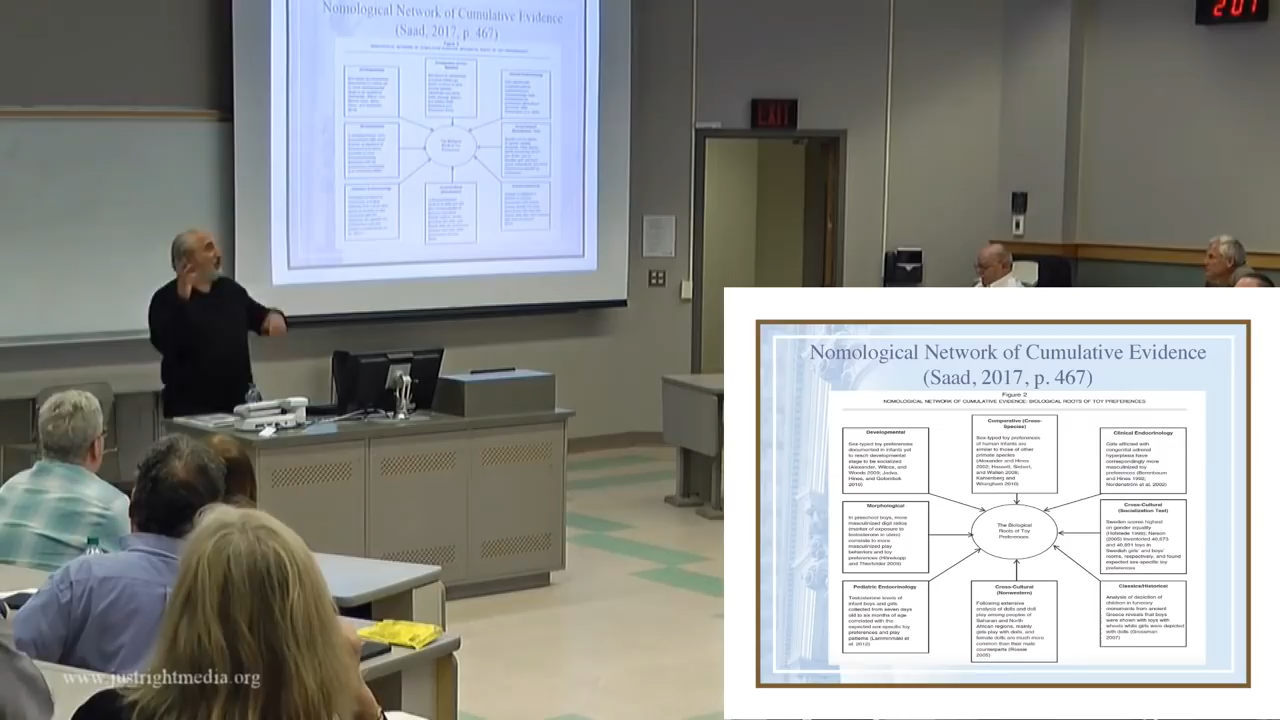 Nomological Network of Cumulative Evidence
(Saad, 2017, p. 467)
201
EXIT
Nomological Network of Cumulative Evidence
(Saad, 2017, p. 467)
Figure 2
NOMOLOGICAL NETWORK OF CUMULATIVE EVIDENCE: BIOLOGICAL ROOTS OF TOY PREFERENCES
Developmental
Sex-typed toy preferences
documented in infants yet
to reach developmental
stage to be socialized
(Alexander, Wilcox, and
Woods 2009; Jadva,
Hines, and Golombok
2010)
Comparative (Cross-
Species)
Sex-typed toy preferences
of human infants are
similar to those of other
primate species
(Alexander and Hines
2002; Hassett, Siebert,
and Wallen 2008;
Kahlenberg and
Wrangham 2010)
Clinical Endocrinology
Girls afflicted with
congenital adrenal
hyperplasia have
correspondingly more
masculinized toy
preferences (Berenbaum
and Hines 1992;
Nordenström et al. 2002)
Morphological
In preschool boys, more
masculinized digit ratios
(marker of exposure to
testosterone in utero)
correlate to more
masculinized play
behaviors and toy
preferences (Hönekopp
and Thierfelder 2009)
The Biological
Roots of Toy
Preferences
Cross-Cultural
(Socialization Test)
Sweden scores highest
on gender equality
(Hofstede 1998); Nelson
(2005) inventoried
toys in
Swedish girls' and boys'
rooms, respectively, and found
expected sex-specific toy
preferences
Pediatric Endocrinology
Testosterone levels of
infant boys and girls
collected from seven days
old to six months of age
correlated with the
expected sex-specific toy
preferences and play
patterns (Lamminmäki et
al. 2012)
Cross-Cultural
(Nonwestern)
Following extensive
analysis of dolls and doll
play among peoples of
Saharan and North
African regions, mainly
girls play with dolls, and
female dolls are much more
common than their male
counterparts (Rossie
2005)
Classics/Historical
Analysis of depiction of
children in funerary
monuments from ancient
Greece reveals that boys
were shown with toys with
wheels while girls were depicted
with dolls (Grossman
2007)
www.justrightmedia.org